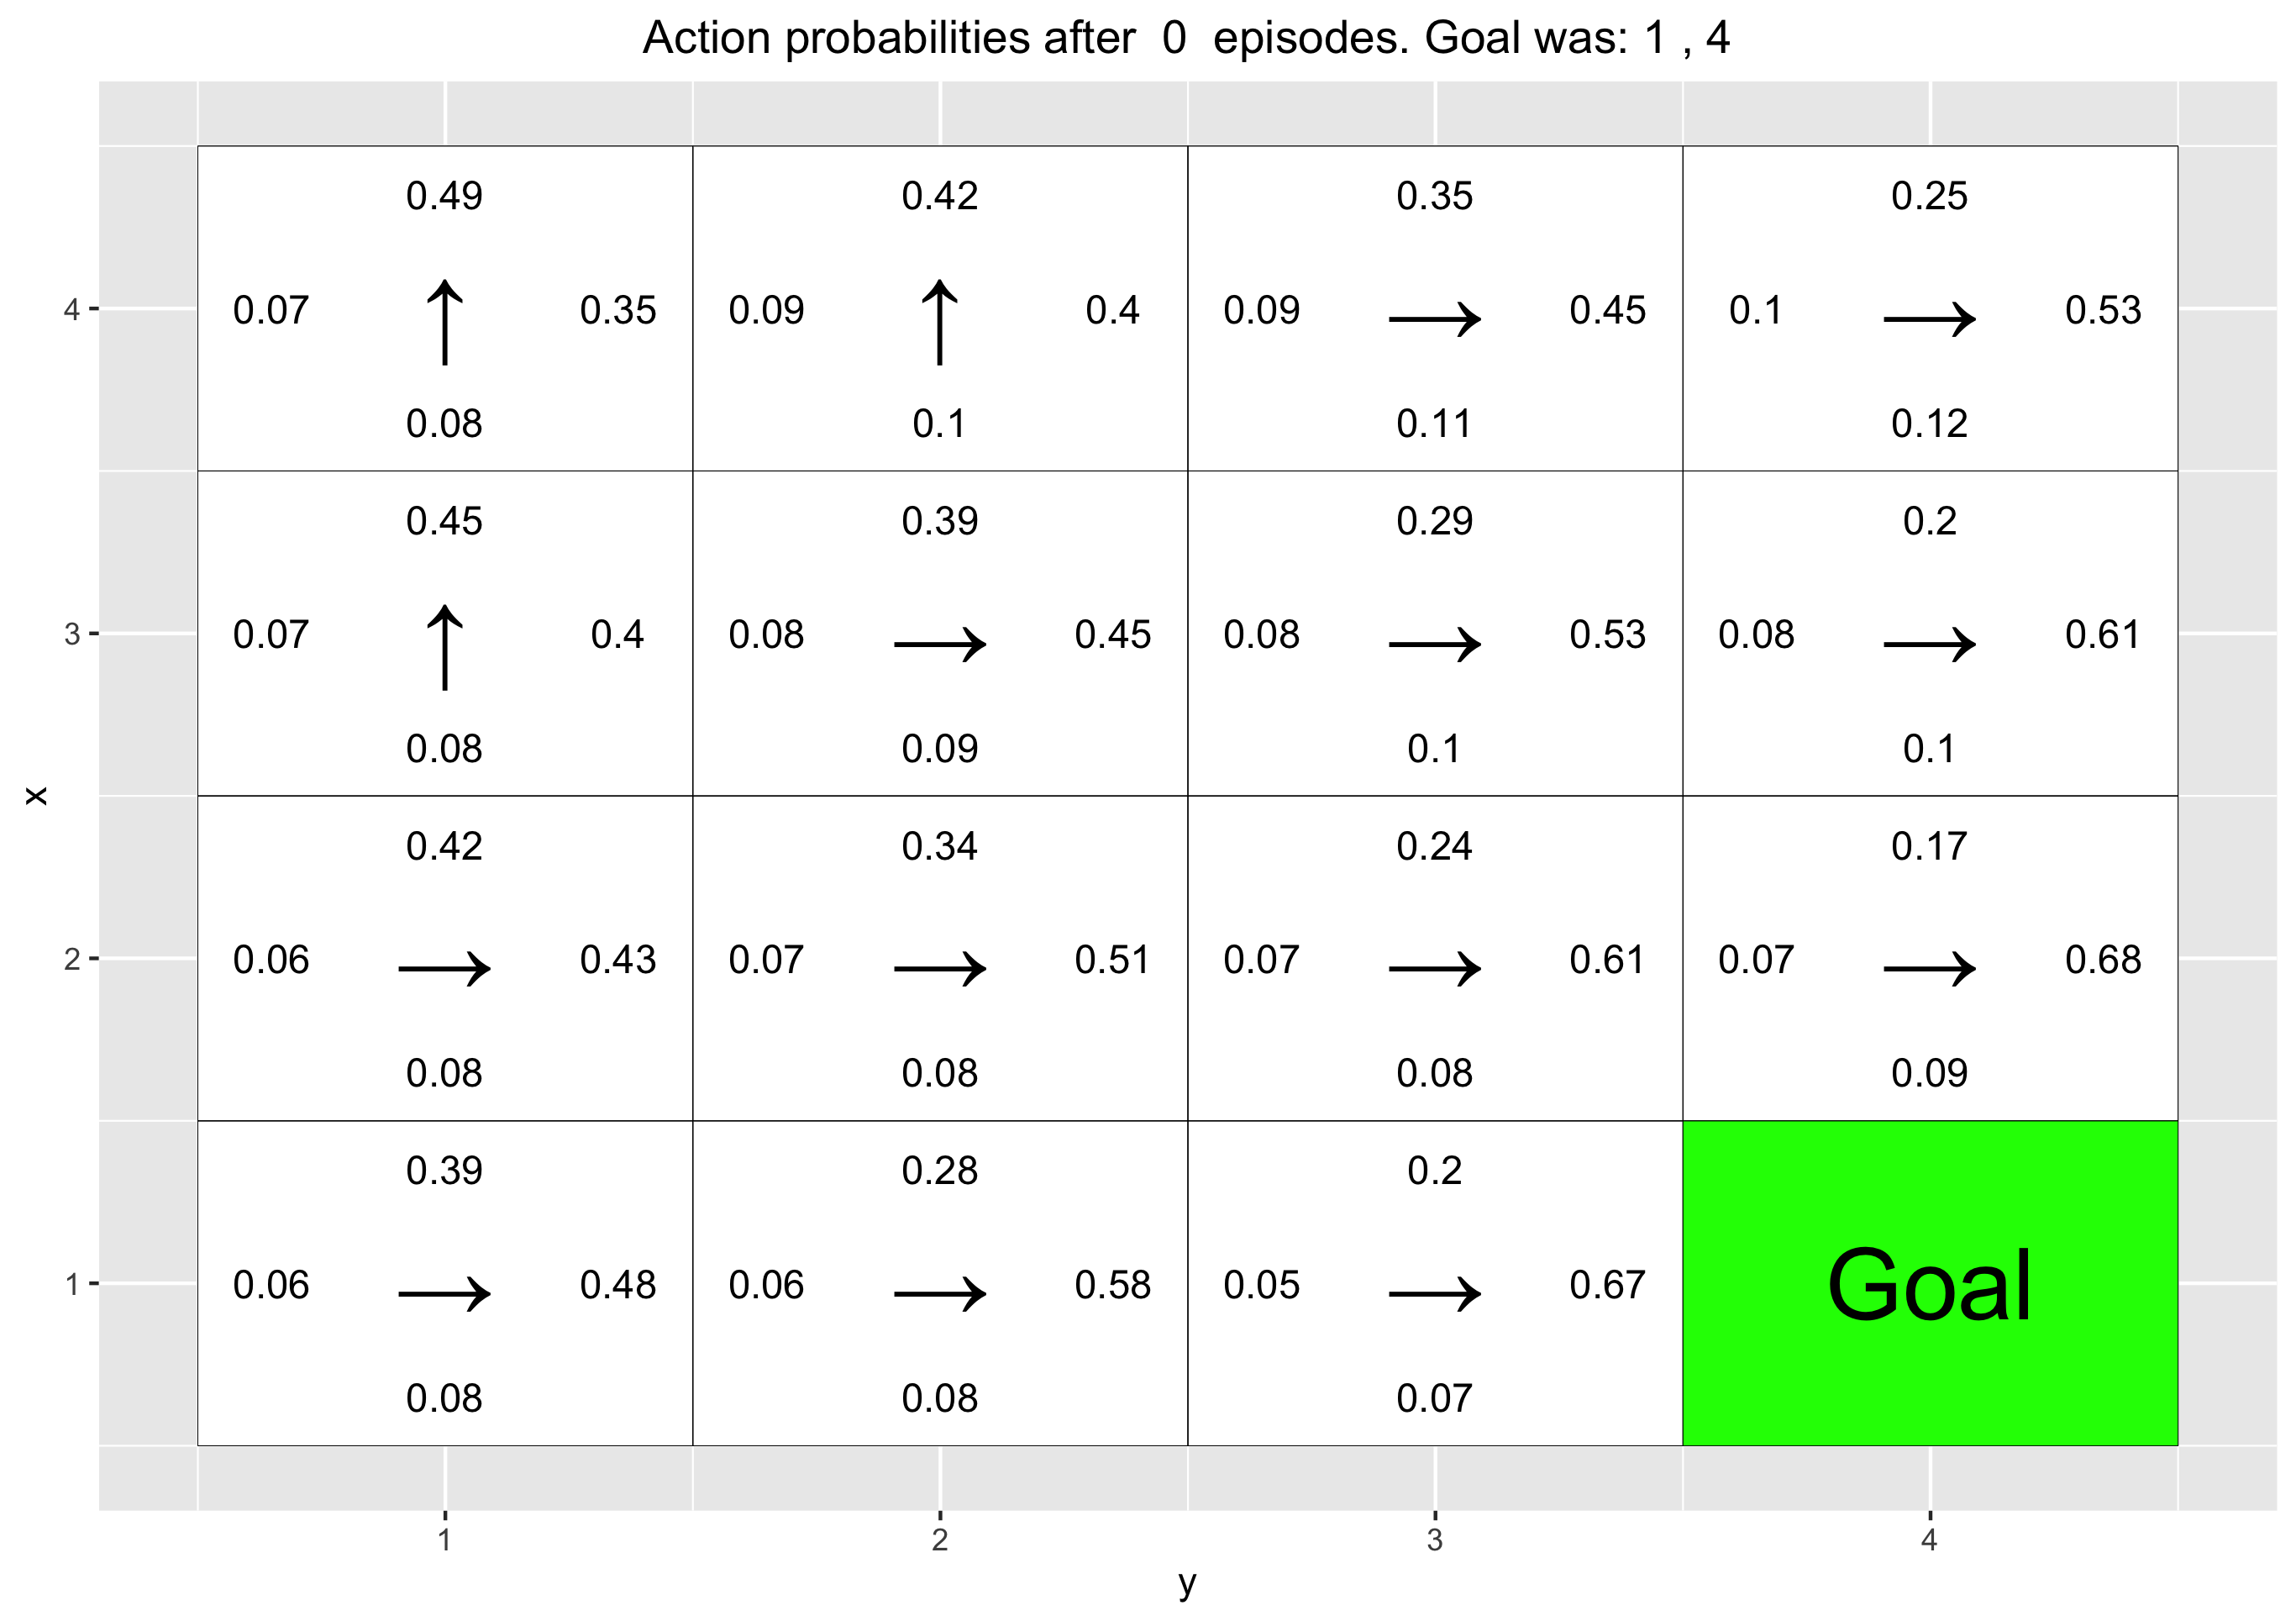 Action probabilities after 0 episodes. Goal was: 1 , 4
0.49 0.42 0.35 0.25
4 0.07 ↑ 0.35 0.09 ↑ 0.4 0.09 → 0.45 0.1 → 0.53
0.08 0.1 0.11 0.12
0.45 0.39 0.29 0.2
3 0.07 ↑ 0.4 0.08 → 0.45 0.08 → 0.53 0.08 → 0.61
0.08 0.09 0.1 0.1
x
0.42 0.34 0.24 0.17
2 0.06 → 0.43 0.07 → 0.51 0.07 → 0.61 0.07 → 0.68
0.08 0.08 0.08 0.09
0.39 0.28 0.2
1 0.06 → 0.48 0.06 → 0.58 0.05 → 0.67 Goal
0.08 0.08 0.07
1 2 3 4
y